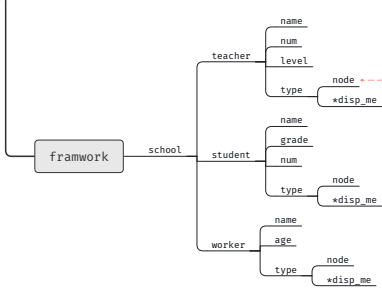 name
num
teacher
level
node
type
*disp_me
name
grade
framwork
school
student
num
node
type
*disp_me
name
age
worker
node
type
*disp_me